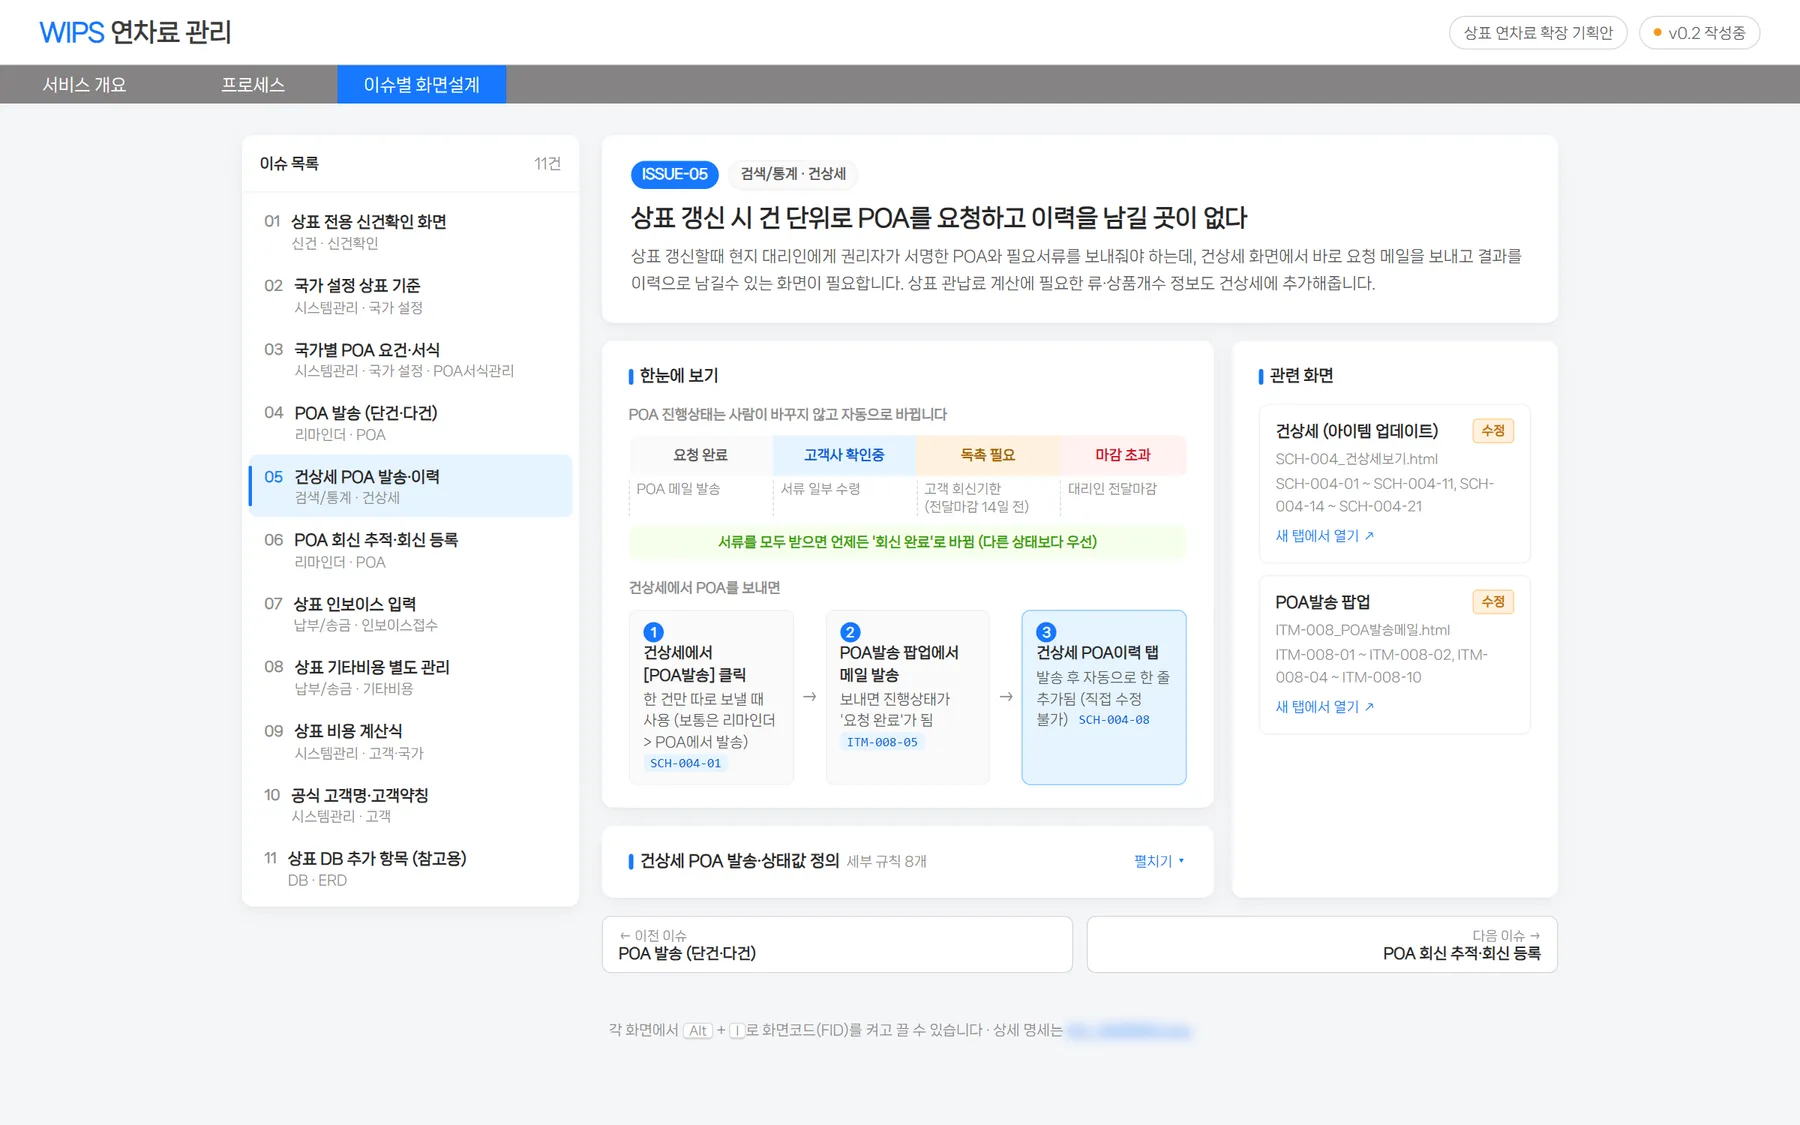 WIPS 연차료 관리
상표 연차료 확장 기획안
v0.2 작성중
서비스 개요
프로세스
이슈별 화면설계
이슈 목록
11건
01 상표 전용 신건확인 화면
신건 · 신건확인
02 국가 설정 상표 기준
시스템관리 · 국가 설정
03 국가별 POA 요건·서식
시스템관리 · 국가 설정 · POA서식관리
04 POA 발송 (단건·다건)
리마인더 · POA
05 건상세 POA 발송·이력
검색/통계 · 건상세
06 POA 회신 추적·회신 등록
리마인더 · POA
07 상표 인보이스 입력
납부/송금 · 인보이스접수
08 상표 기타비용 별도 관리
납부/송금 · 기타비용
09 상표 비용 계산식
시스템관리 · 고객·국가
10 공식 고객명·고객약칭
시스템관리 · 고객
11 상표 DB 추가 항목 (참고용)
DB · ERD
ISSUE-05
검색/통계 · 건상세
상표 갱신 시 건 단위로 POA를 요청하고 이력을 남길 곳이 없다
상표 갱신할때 현지 대리인에게 권리자가 서명한 POA와 필요서류를 보내줘야 하는데, 건상세 화면에서 바로 요청 메일을 보내고 결과를
이력으로 남길수 있는 화면이 필요합니다. 상표 관납료 계산에 필요한 류·상품개수 정보도 건상세에 추가해줍니다.
한눈에 보기
POA 진행상태는 사람이 바꾸지 않고 자동으로 바뀝니다
요청 완료
고객사 확인중
독촉 필요
마감 초과
POA 메일 발송
서류 일부 수령
고객 회신기한
(전달마감 14일 전)
대리인 전달마감
서류를 모두 받으면 언제든 '회신 완료'로 바뀜 (다른 상태보다 우선)
건상세에서 POA를 보내면
1
건상세에서
[POA발송] 클릭
한 건만 따로 보낼 때
사용 (보통은 리마인더
> POA에서 발송)
SCH-004-01
→
2
POA발송 팝업에서
메일 발송
보내면 진행상태가
'요청 완료'가 됨
ITM-008-05
→
3
건상세 POA이력 탭
발송 후 자동으로 한 줄
추가됨 (직접 수정
불가) SCH-004-08
건상세 POA 발송·상태값 정의 세부 규칙 8개
펼치기 ▾
관련 화면
건상세 (아이템 업데이트)
수정
SCH-004_건상세보기.html
SCH-004-01 ~ SCH-004-11, SCH-
004-14 ~ SCH-004-21
새 탭에서 열기 ↗
POA발송 팝업
수정
ITM-008_POA발송메일.html
ITM-008-01 ~ ITM-008-02, ITM-
008-04 ~ ITM-008-10
새 탭에서 열기 ↗
← 이전 이슈
POA 발송 (단건·다건)
다음 이슈 →
POA 회신 추적·회신 등록
각 화면에서 Alt + I로 화면코드(FID)를 켜고 끌 수 있습니다 · 상세 명세는